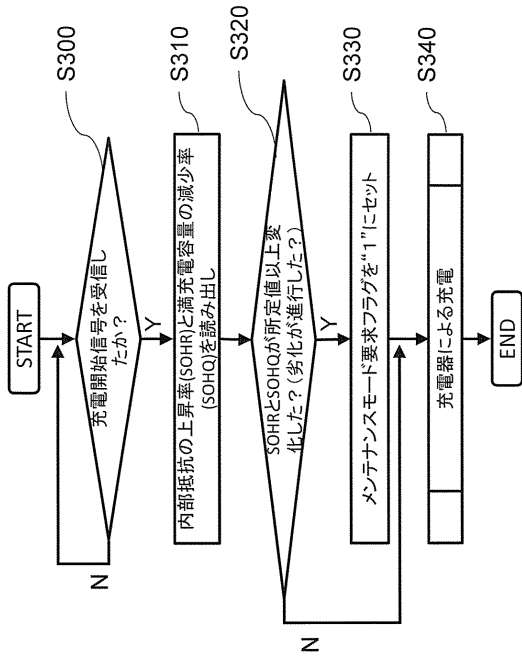 START
S300
充電開始信号を受信し
たか?
N
Y
S310
内部抵抗の上昇率(SOHR)と満充電容量の減少率
(SOHQ)を読み出し
S320
SOHRとSOHQが所定値以上変
化した?(劣化が進行した?)
N
Y
S330
メンテナンスモード要求フラグを“1”にセット
S340
充電器による充電
END